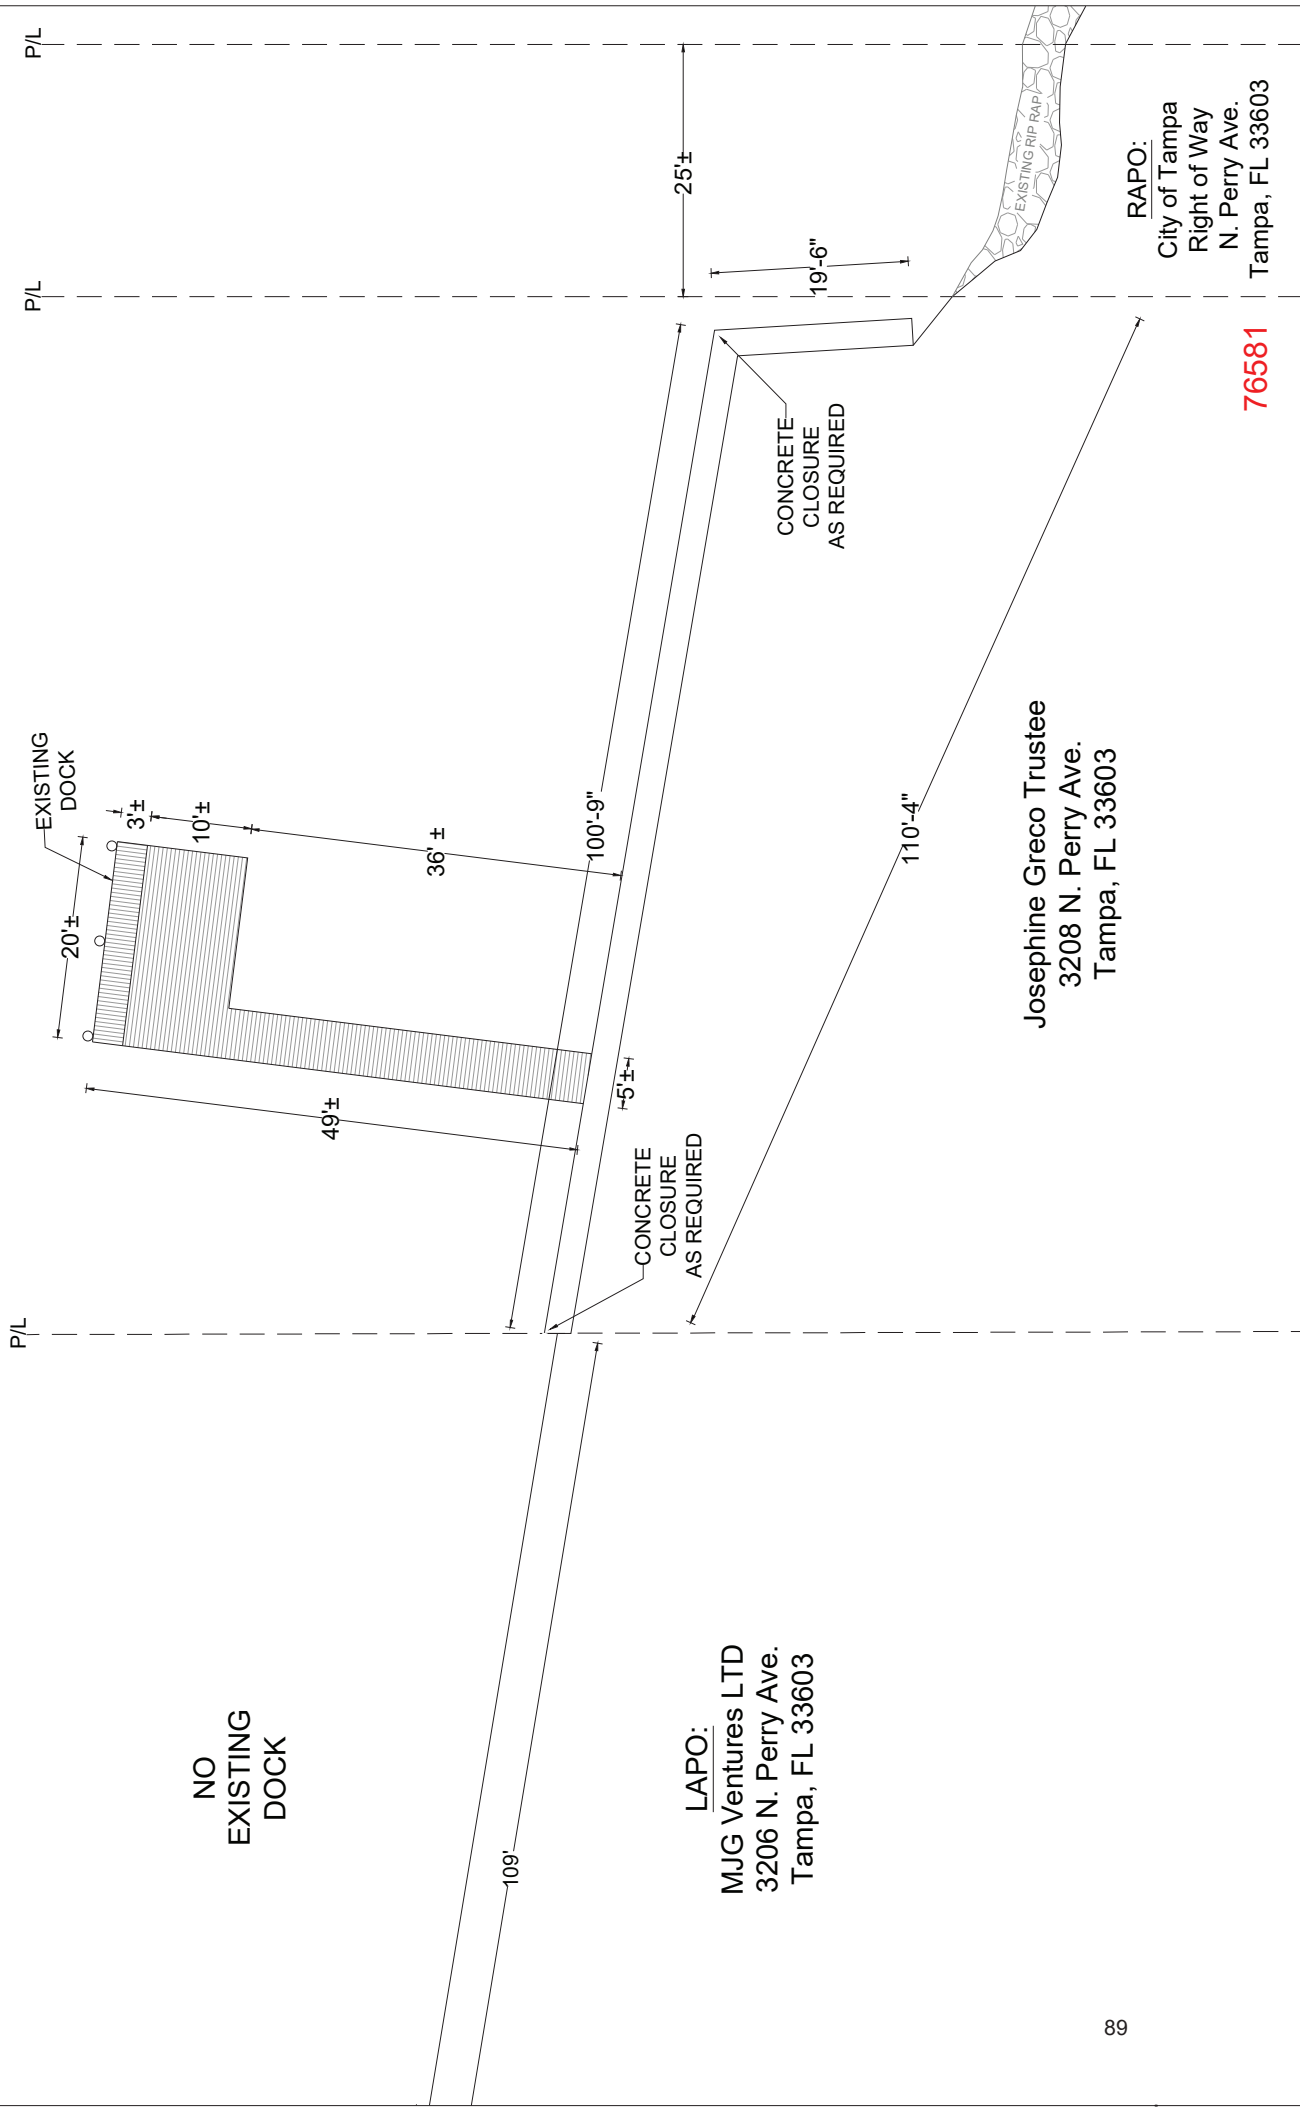 P/L
P/L
P/L
EXISTING
DOCK
20'±
3'±
10'±
36' ±
49'±
5'±
100'-9"
25'±
19'-6"
EXISTING RIP RAP
CONCRETE
CLOSURE
AS REQUIRED
CONCRETE
CLOSURE
AS REQUIRED
110'-4"
109'
NO
EXISTING
DOCK
LAPO:
MJG Ventures LTD
3206 N. Perry Ave.
Tampa, FL 33603
Josephine Greco Trustee
3208 N. Perry Ave.
Tampa, FL 33603
RAPO:
City of Tampa
Right of Way
N. Perry Ave.
Tampa, FL 33603
76581
89